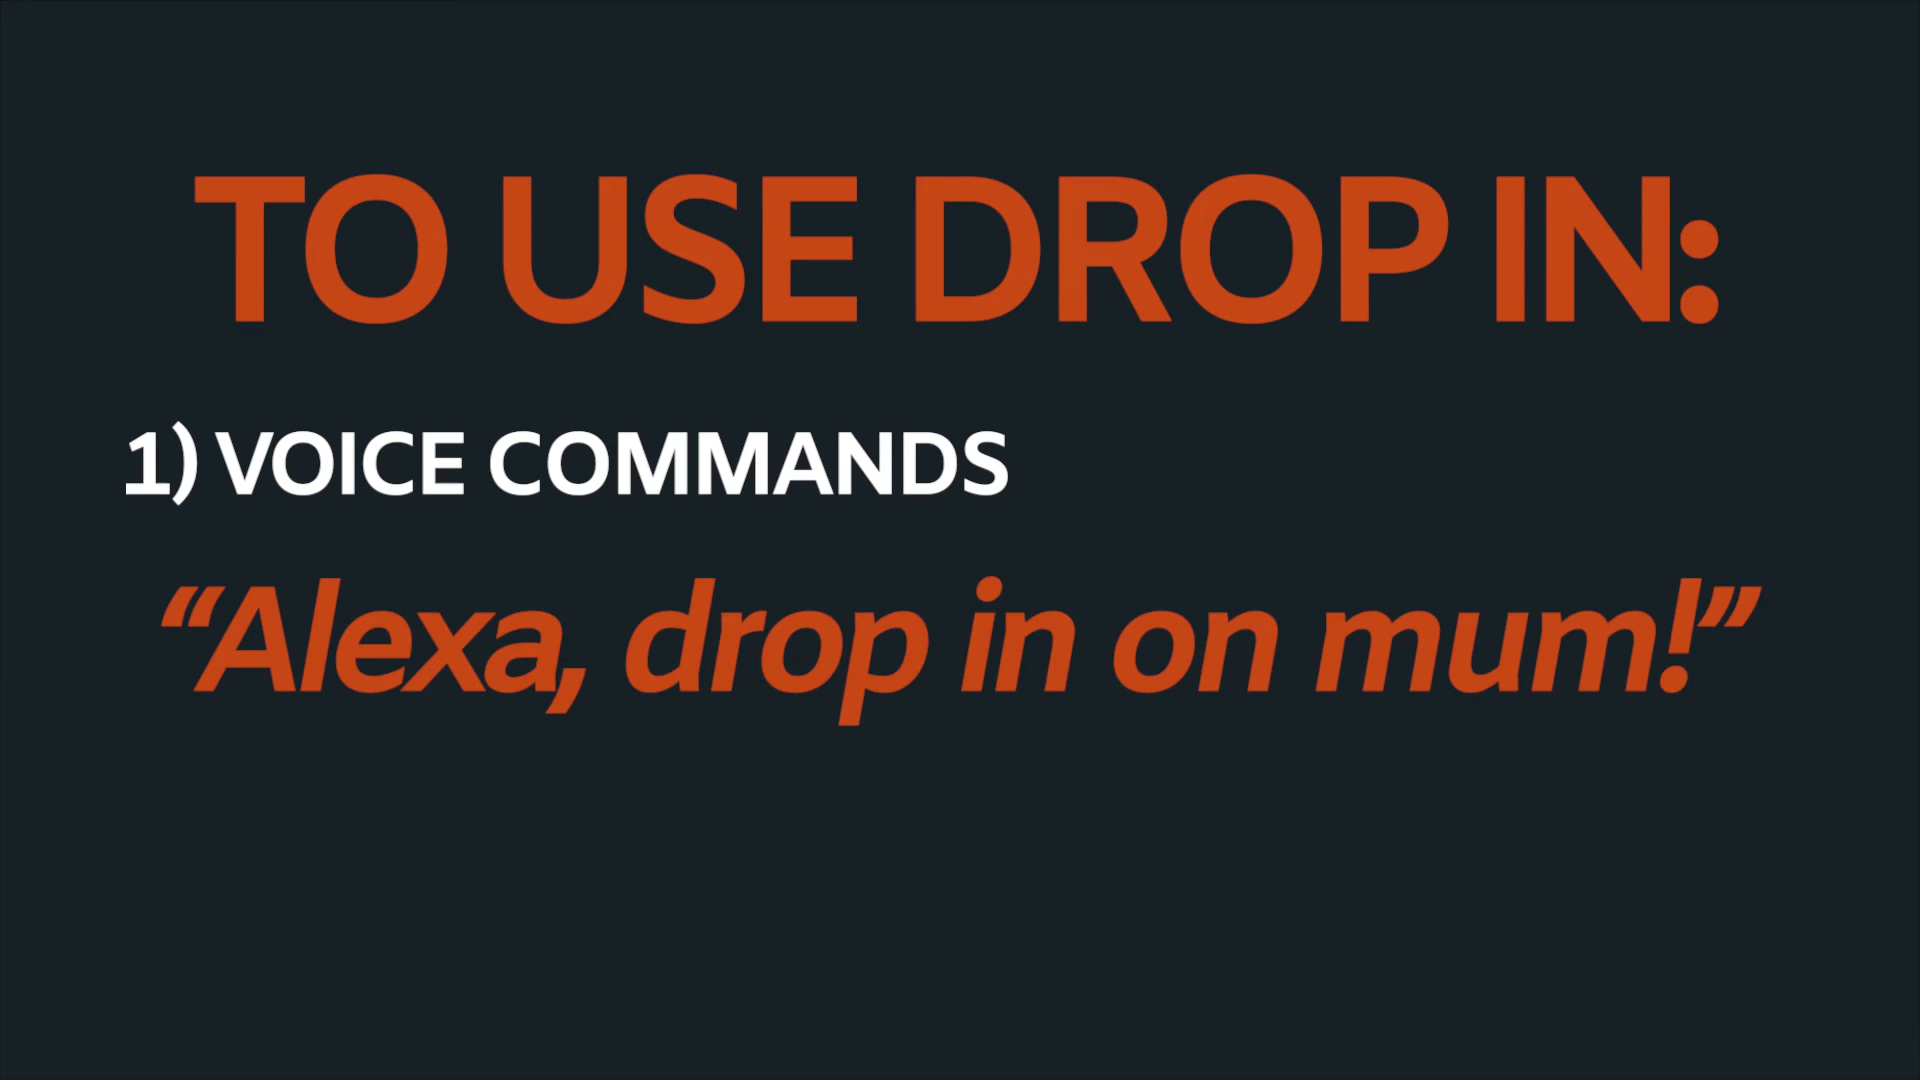 TO USE DROP IN:
1) VOICE COMMANDS
“Alexa, drop in on mum!”